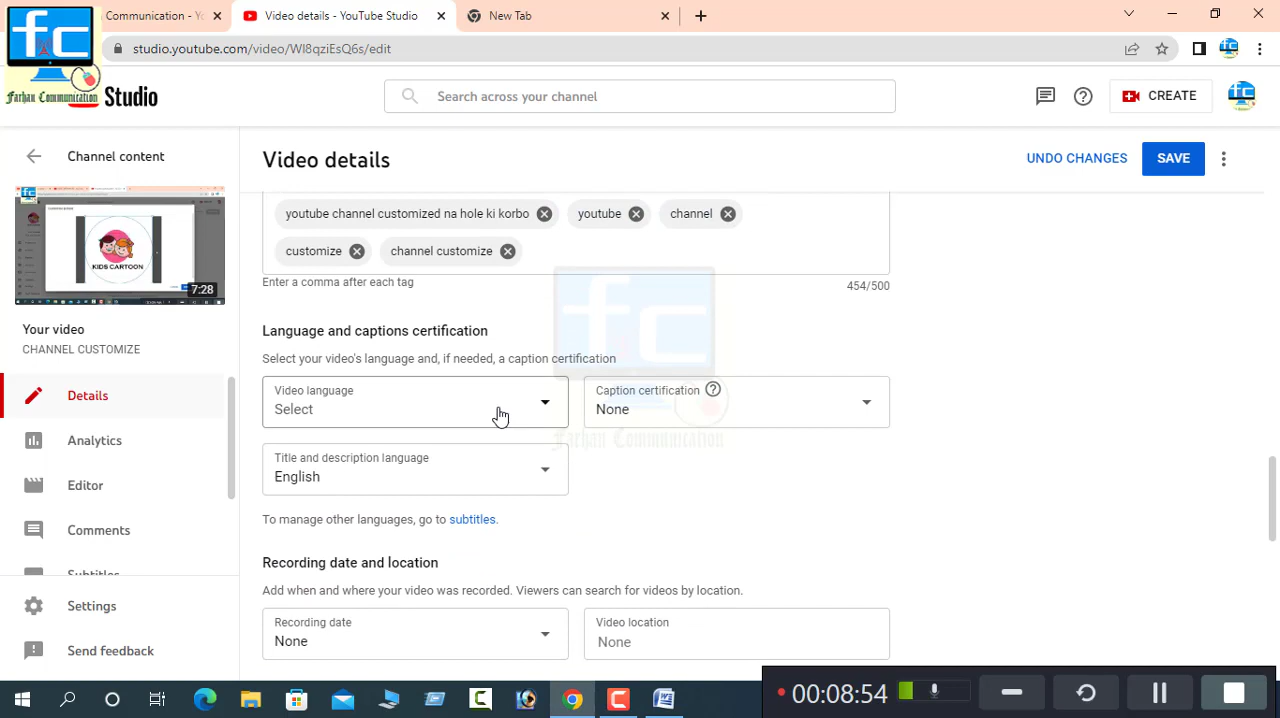 Communication - Yo
Video details - YouTube Studio
New Tab
fc
Farhan Communication
studio.youtube.com/video/WI8qziEsQ6s/edit
Studio
Search across your channel
CREATE
Channel content
Video details
UNDO CHANGES
SAVE
KIDS CARTOON
7:28
Your video
CHANNEL CUSTOMIZE
Details
Analytics
Editor
Comments
Subtitles
Settings
Send feedback
youtube channel customized na hole ki korbo
youtube
channel
customize
channel customize
Enter a comma after each tag
454/500
Language and captions certification
Select your video's language and, if needed, a caption certification
Video language
Select
Caption certification
None
fc
Farhan Communication
Title and description language
English
To manage other languages, go to subtitles.
Recording date and location
Add when and where your video was recorded. Viewers can search for videos by location.
Recording date
None
Video location
None
00:08:54